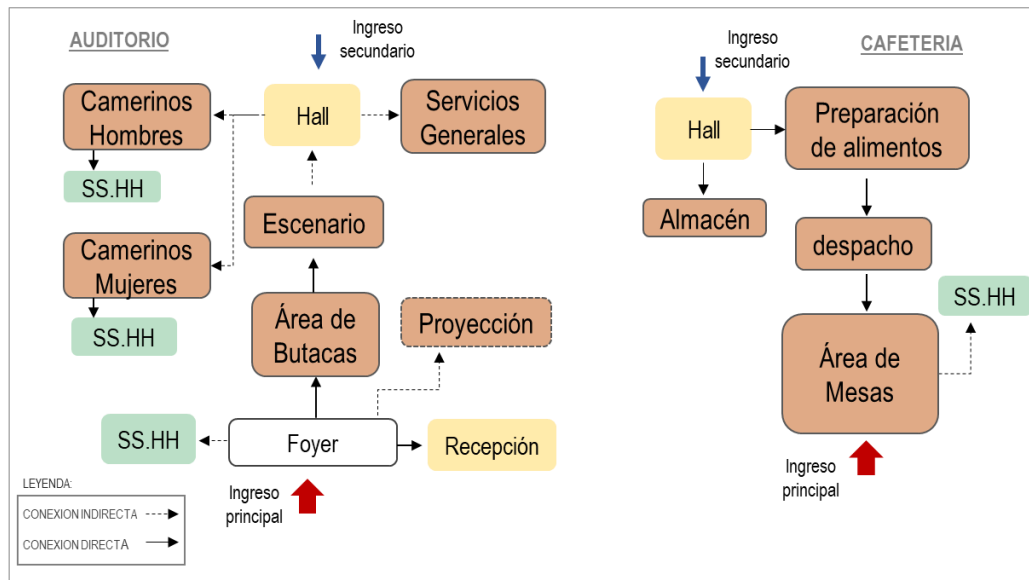 AUDITORIO
Ingreso
secundario
Camerinos
Hombres
Hall
Servicios
Generales
SS.HH
Escenario
Camerinos
Mujeres
SS.HH
Área de
Butacas
Proyección
SS.HH
Foyer
Recepción
Ingreso
principal
LEYENDA:
CONEXION INDIRECTA
CONEXION DIRECTA
CAFETERIA
Ingreso
secundario
Hall
Preparación
de alimentos
Almacén
despacho
SS.HH
Área de
Mesas
Ingreso
principal